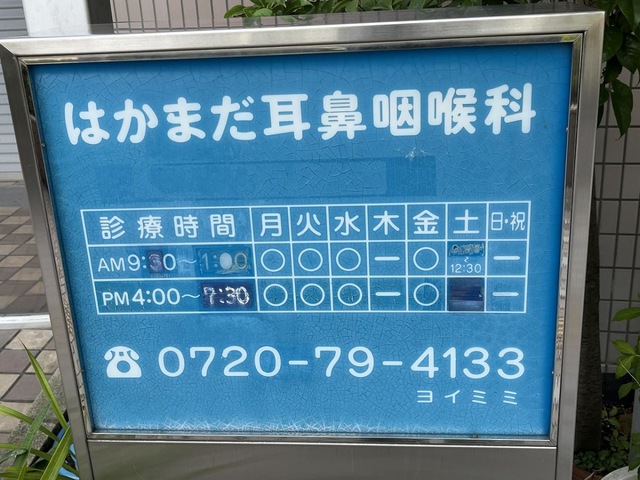 はかまだ耳鼻咽喉科
診療時間 月 火 水 木 金 土 日・祝
AM9:30～1:00 ○ ○ ○ ー ○ 12:30 ー
PM4:00～7:30 ○ ○ ○ ー ○ ー
☎ 0720-79-4133
ヨイミミ